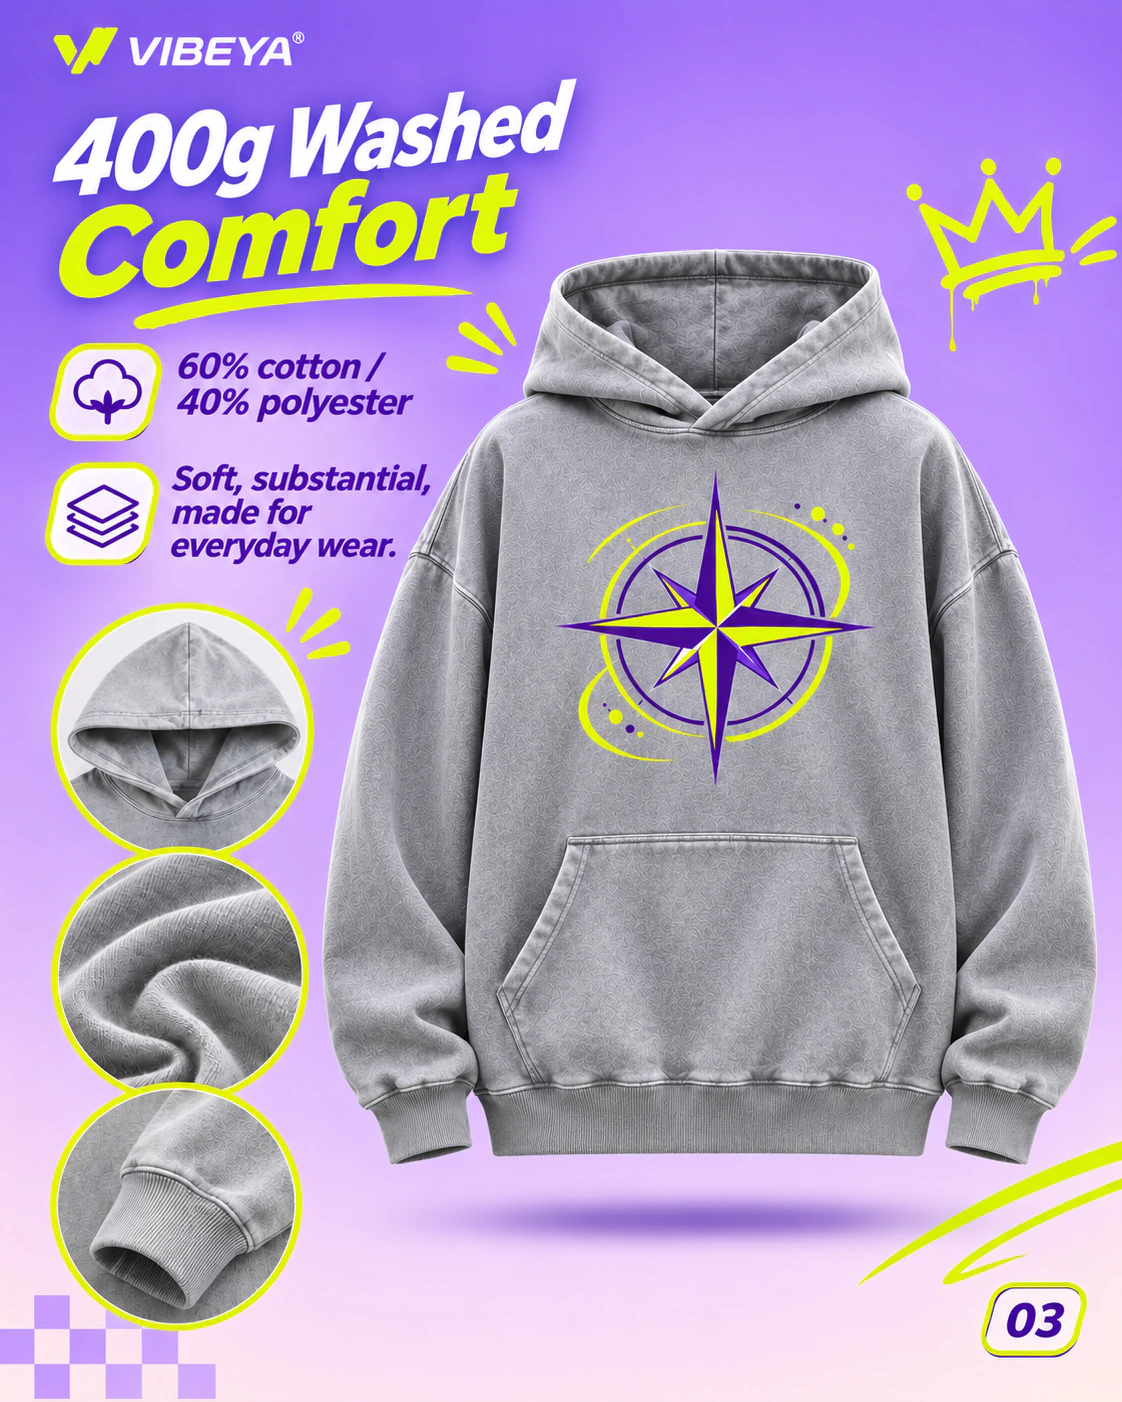 VIBEYA®
400g Washed
Comfort
60% cotton /
40% polyester
Soft, substantial,
made for
everyday wear.
03